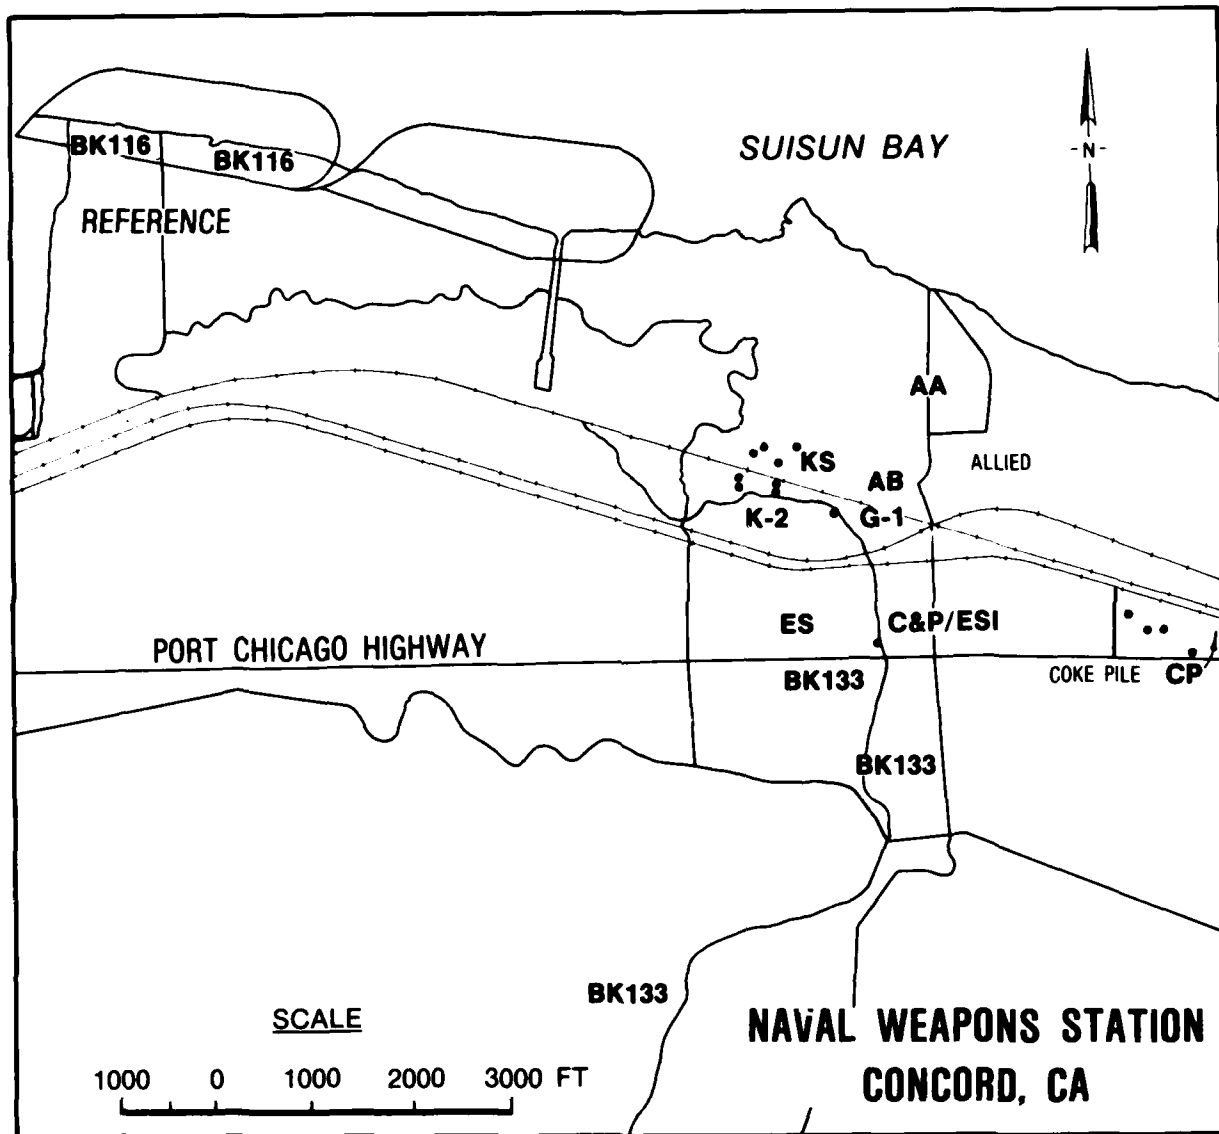 SUISUN BAY
-N-
BK116
BK116
REFERENCE
AA
ALLIED
KS
AB
K-2
G-1
ES
C&P/ESI
PORT CHICAGO HIGHWAY
BK133
COKE PILE
CP
BK133
BK133
SCALE
1000 0 1000 2000 3000 FT
NAVAL WEAPONS STATION
CONCORD, CA